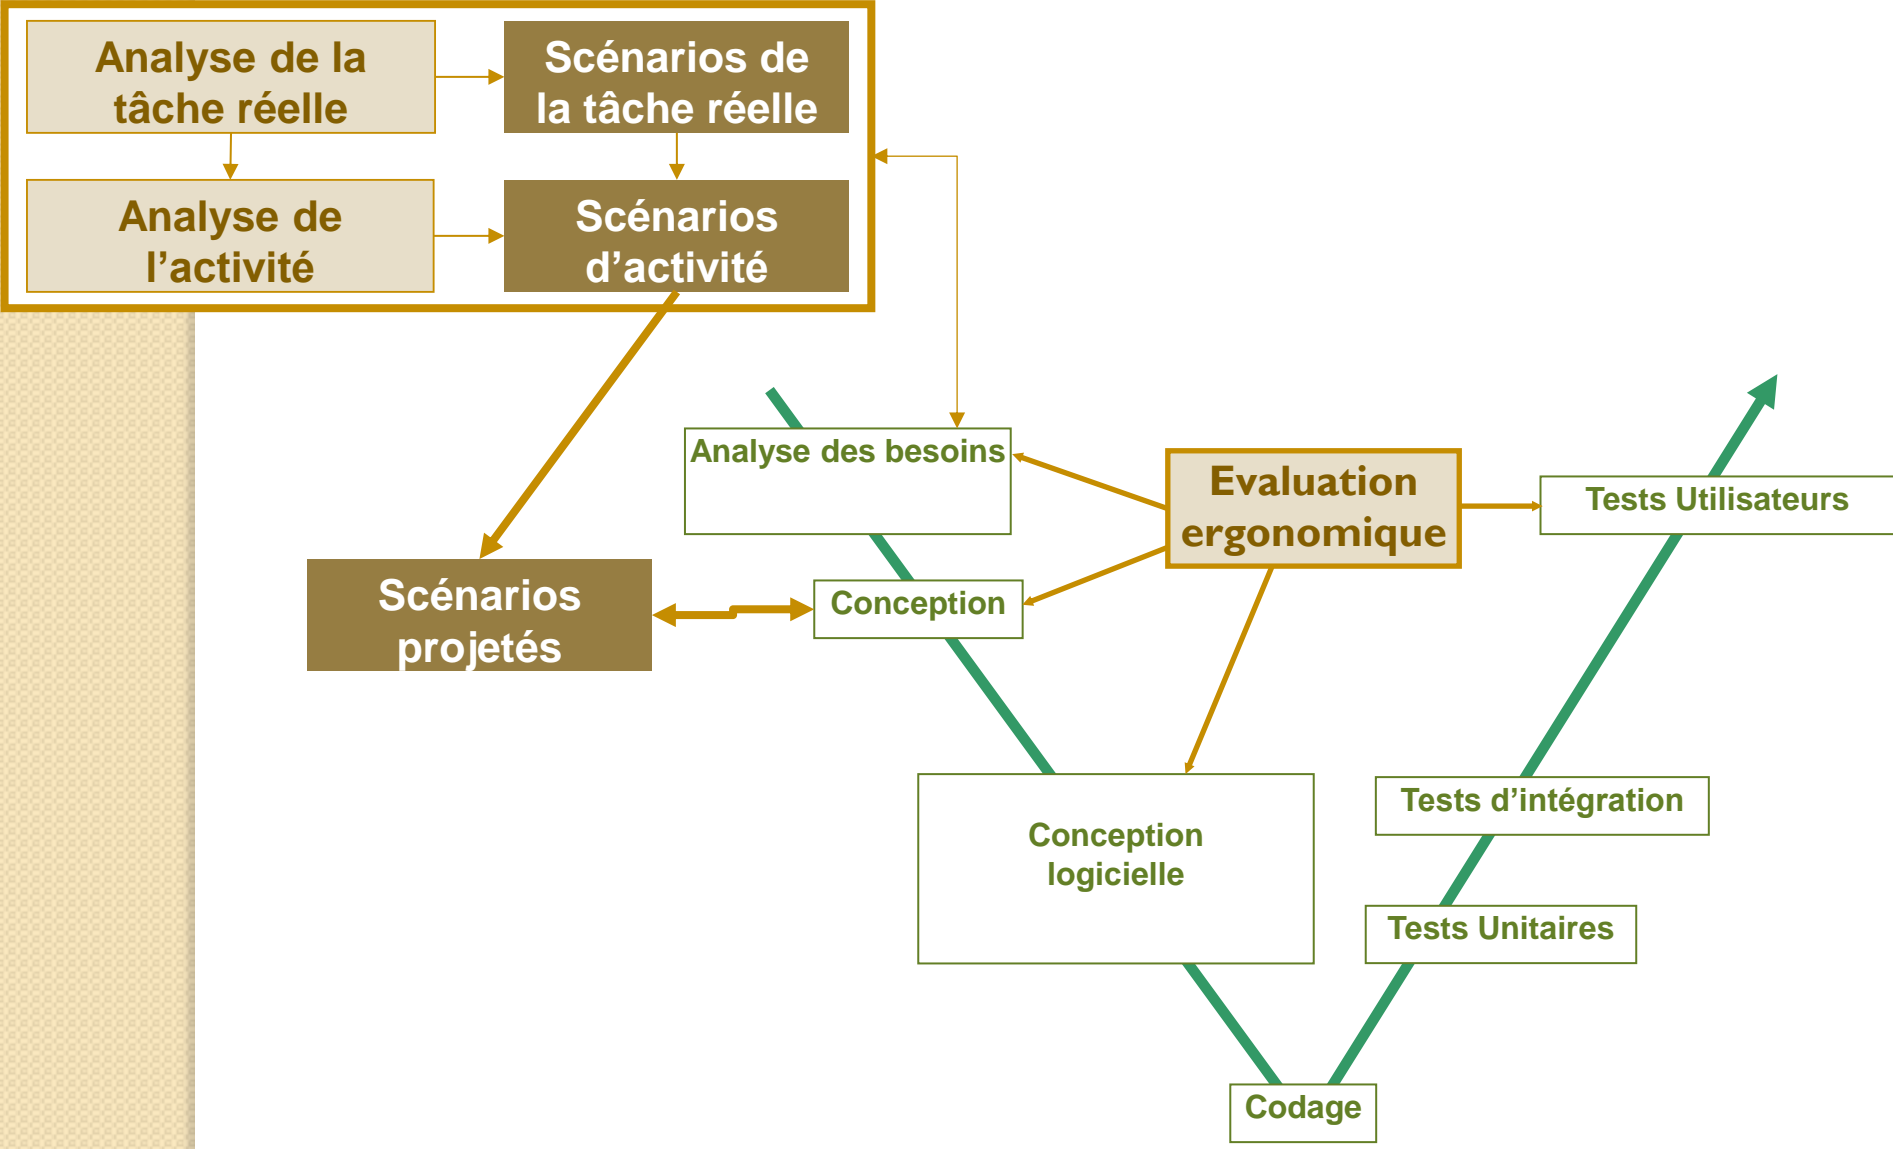 Analyse de la
tâche réelle
Scénarios de
la tâche réelle
Analyse de
l’activité
Scénarios
d’activité
Analyse des besoins
Evaluation
ergonomique
Tests Utilisateurs
Scénarios
projetés
Conception
Conception
logicielle
Tests d’intégration
Tests Unitaires
Codage